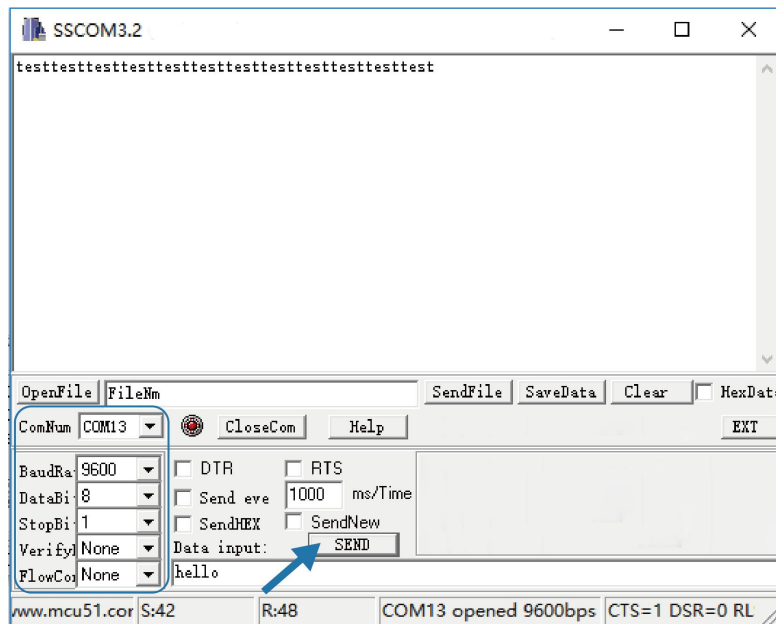 SSCOM3.2
testtesttesttesttesttesttesttesttesttesttesttest
OpenFile FileNm SendFile SaveData Clear HexDat
ComNum COM13 CloseCom Help EXT
BaudRa 9600 DTR RTS
DataBi 8 Send eve 1000 ms/Time
StopBi 1 SendHEX SendNew
Verify None Data input: SEND
FlowCo None hello
www.mcu51.cor S:42 R:48 COM13 opened 9600bps CTS=1 DSR=0 RL